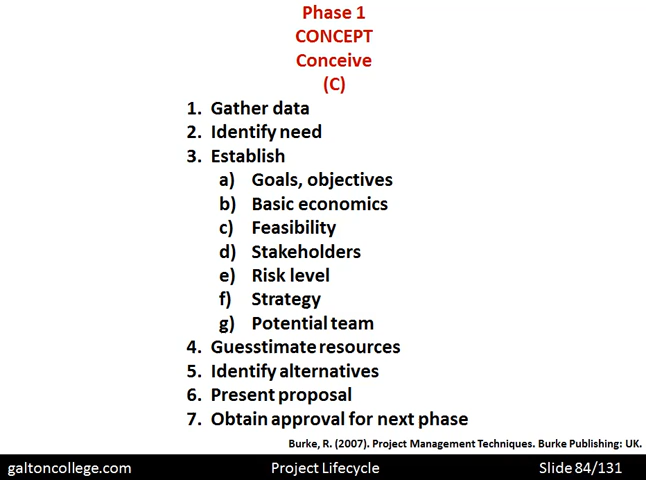 Phase 1
CONCEPT
Conceive
(C)
1. Gather data
2. Identify need
3. Establish
a) Goals, objectives
b) Basic economics
c) Feasibility
d) Stakeholders
e) Risk level
f) Strategy
g) Potential team
4. Guesstimate resources
5. Identify alternatives
6. Present proposal
7. Obtain approval for next phase
Burke, R. (2007). Project Management Techniques. Burke Publishing: UK.
galtoncollege.com Project Lifecycle Slide 84/131